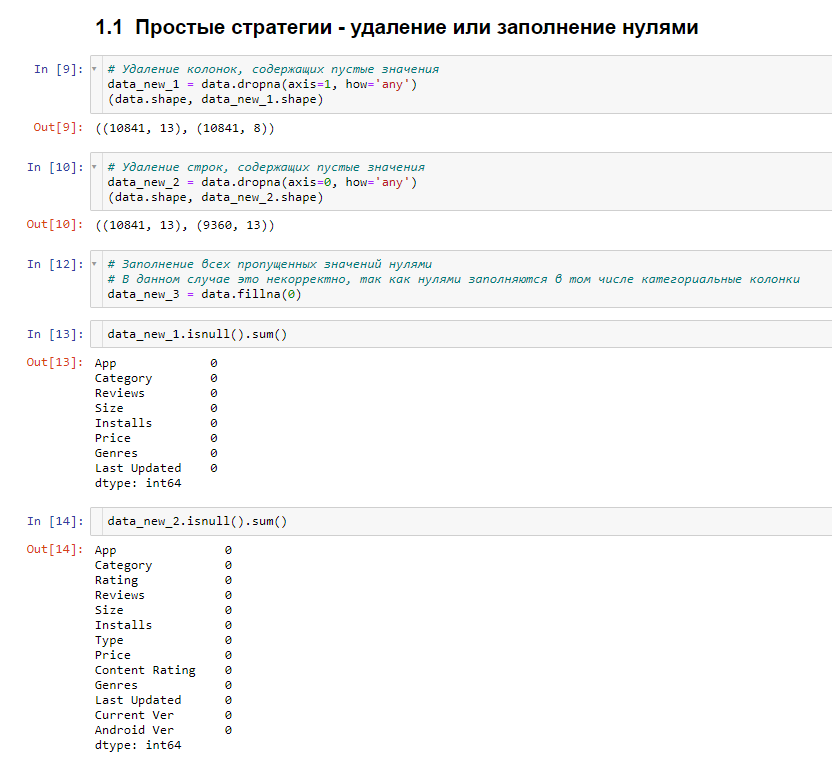 1.1 Простые стратегии - удаление или заполнение нулями
In [9]: # Удаление колонок, содержащих пустые значения
data_new_1 = data.dropna(axis=1, how='any')
(data.shape, data_new_1.shape)
Out[9]: ((10841, 13), (10841, 8))
In [10]: # Удаление строк, содержащих пустые значения
data_new_2 = data.dropna(axis=0, how='any')
(data.shape, data_new_2.shape)
Out[10]: ((10841, 13), (9360, 13))
In [12]: # Заполнение всех пропущенных значений нулями
# В данном случае это некорректно, так как нулями заполняются в том числе категориальные колонки
data_new_3 = data.fillna(0)
In [13]: data_new_1.isnull().sum()
Out[13]: App 0
Category 0
Reviews 0
Size 0
Installs 0
Price 0
Genres 0
Last Updated 0
dtype: int64
In [14]: data_new_2.isnull().sum()
Out[14]: App 0
Category 0
Rating 0
Reviews 0
Size 0
Installs 0
Type 0
Price 0
Content Rating 0
Genres 0
Last Updated 0
Current Ver 0
Android Ver 0
dtype: int64